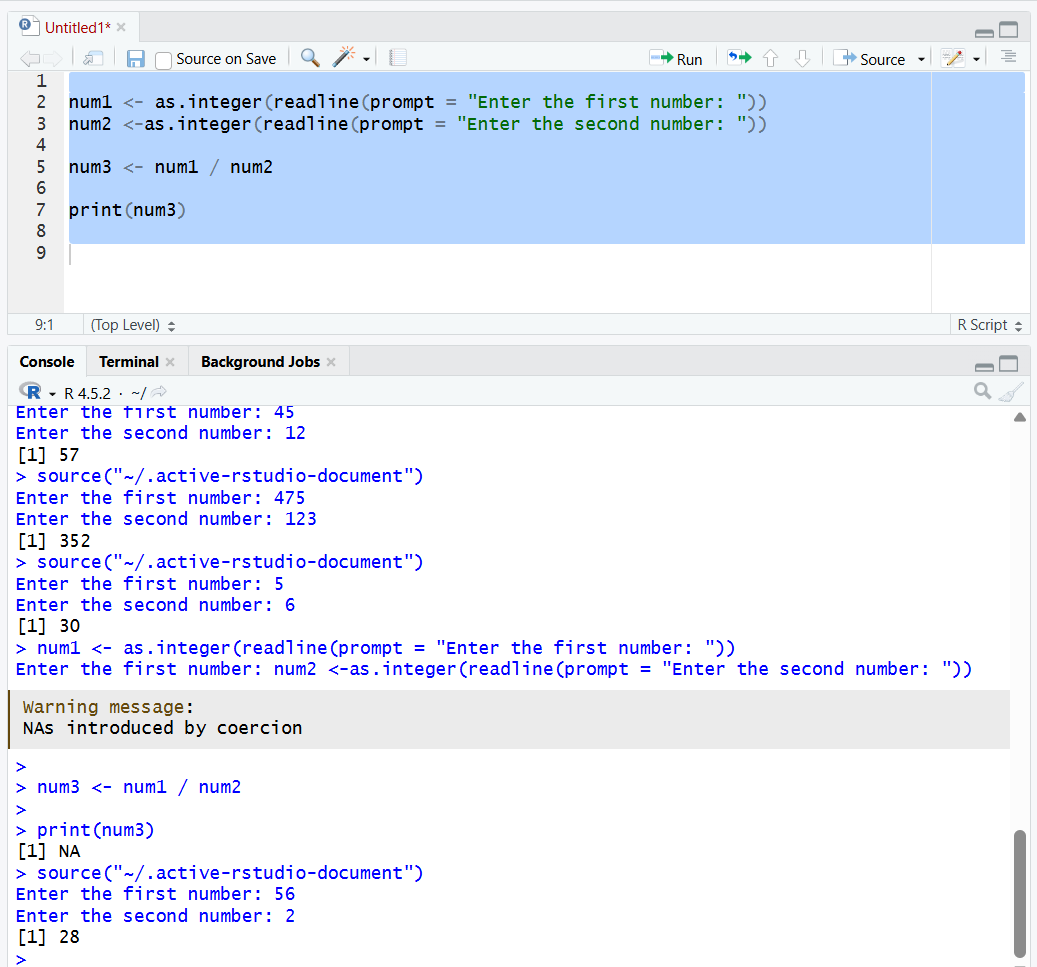 Untitled1*
Source on Save
Run
Source
1
2 num1 <- as.integer(readline(prompt = "Enter the first number: "))
3 num2 <-as.integer(readline(prompt = "Enter the second number: "))
4
5 num3 <- num1 / num2
6
7 print(num3)
8
9
9:1 (Top Level) R Script
Console Terminal Background Jobs
R R 4.5.2 · ~/
Enter the first number: 45
Enter the second number: 12
[1] 57
> source("~/.active-rstudio-document")
Enter the first number: 475
Enter the second number: 123
[1] 352
> source("~/.active-rstudio-document")
Enter the first number: 5
Enter the second number: 6
[1] 30
> num1 <- as.integer(readline(prompt = "Enter the first number: "))
Enter the first number: num2 <-as.integer(readline(prompt = "Enter the second number: "))
Warning message:
NAs introduced by coercion
>
> num3 <- num1 / num2
>
> print(num3)
[1] NA
> source("~/.active-rstudio-document")
Enter the first number: 56
Enter the second number: 2
[1] 28
>